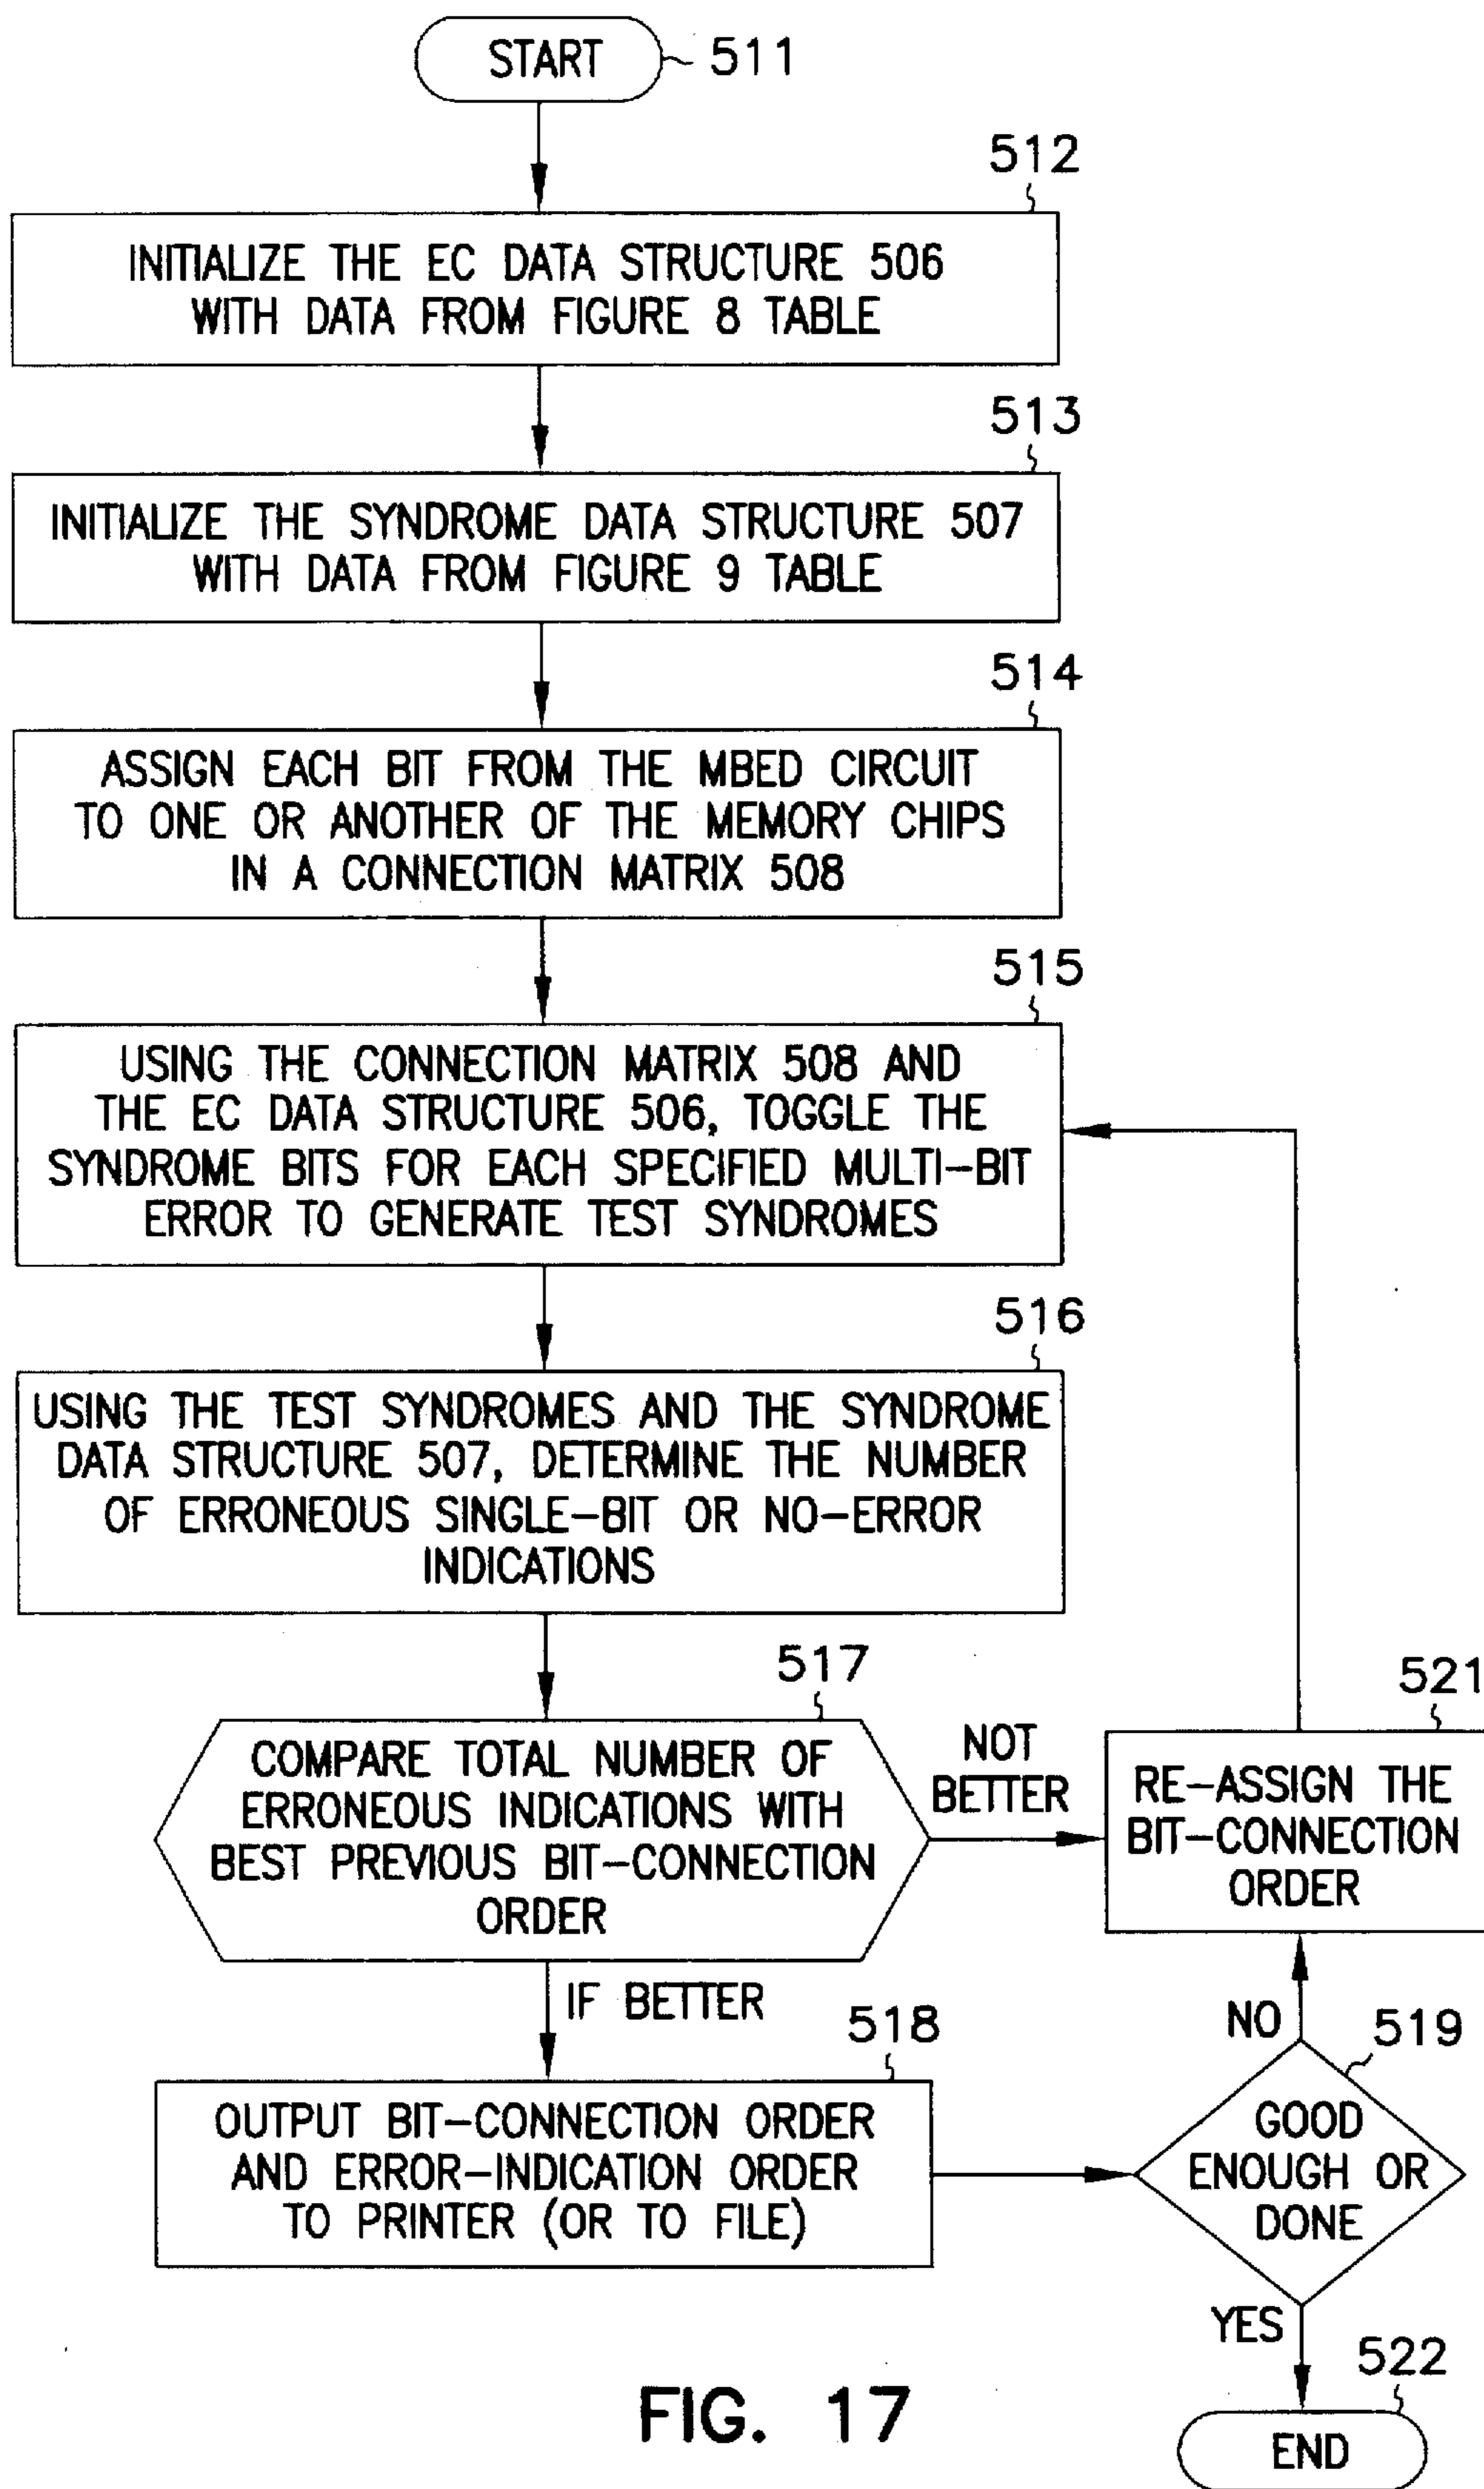 START
511
512
INITIALIZE THE EC DATA STRUCTURE 506
WITH DATA FROM FIGURE 8 TABLE
513
INITIALIZE THE SYNDROME DATA STRUCTURE 507
WITH DATA FROM FIGURE 9 TABLE
514
ASSIGN EACH BIT FROM THE MBED CIRCUIT
TO ONE OR ANOTHER OF THE MEMORY CHIPS
IN A CONNECTION MATRIX 508
515
USING THE CONNECTION MATRIX 508 AND
THE EC DATA STRUCTURE 506, TOGGLE THE
SYNDROME BITS FOR EACH SPECIFIED MULTI-BIT
ERROR TO GENERATE TEST SYNDROMES
516
USING THE TEST SYNDROMES AND THE SYNDROME
DATA STRUCTURE 507, DETERMINE THE NUMBER
OF ERRONEOUS SINGLE-BIT OR NO-ERROR
INDICATIONS
517
COMPARE TOTAL NUMBER OF
ERRONEOUS INDICATIONS WITH
BEST PREVIOUS BIT-CONNECTION
ORDER
NOT
BETTER
521
RE-ASSIGN THE
BIT-CONNECTION
ORDER
IF BETTER
518
OUTPUT BIT-CONNECTION ORDER
AND ERROR-INDICATION ORDER
TO PRINTER (OR TO FILE)
NO
519
GOOD
ENOUGH OR
DONE
YES
522
END
FIG. 17